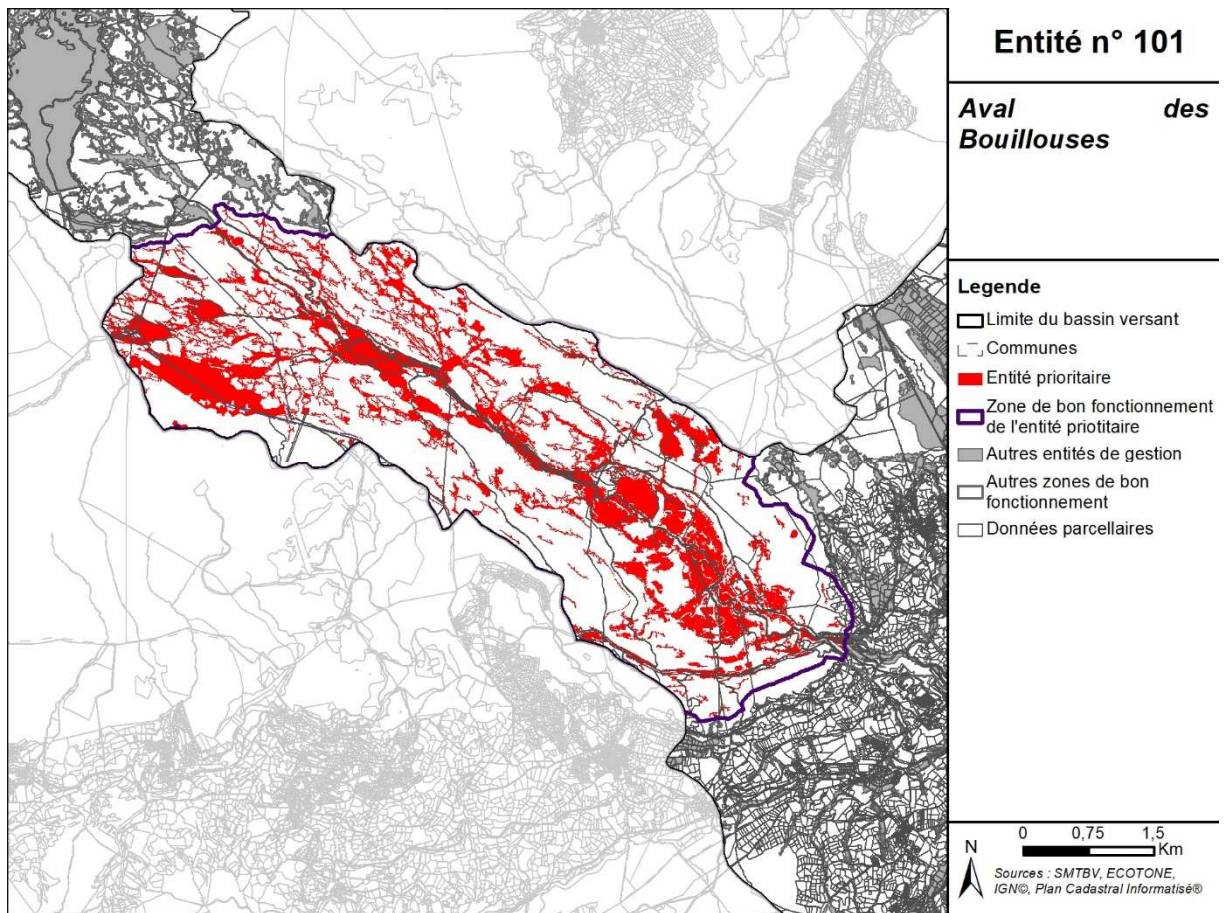 Entité n° 101
Aval des
Bouillouses
Legende
Limite du bassin versant
Communes
Entité prioritaire
Zone de bon fonctionnement
de l'entité priotitaire
Autres entités de gestion
Autres zones de bon
fonctionnement
Données parcellaires
0 0,75 1,5
Km
N
Sources : SMTBV, ECOTONE,
IGN©, Plan Cadastral Informatisé®